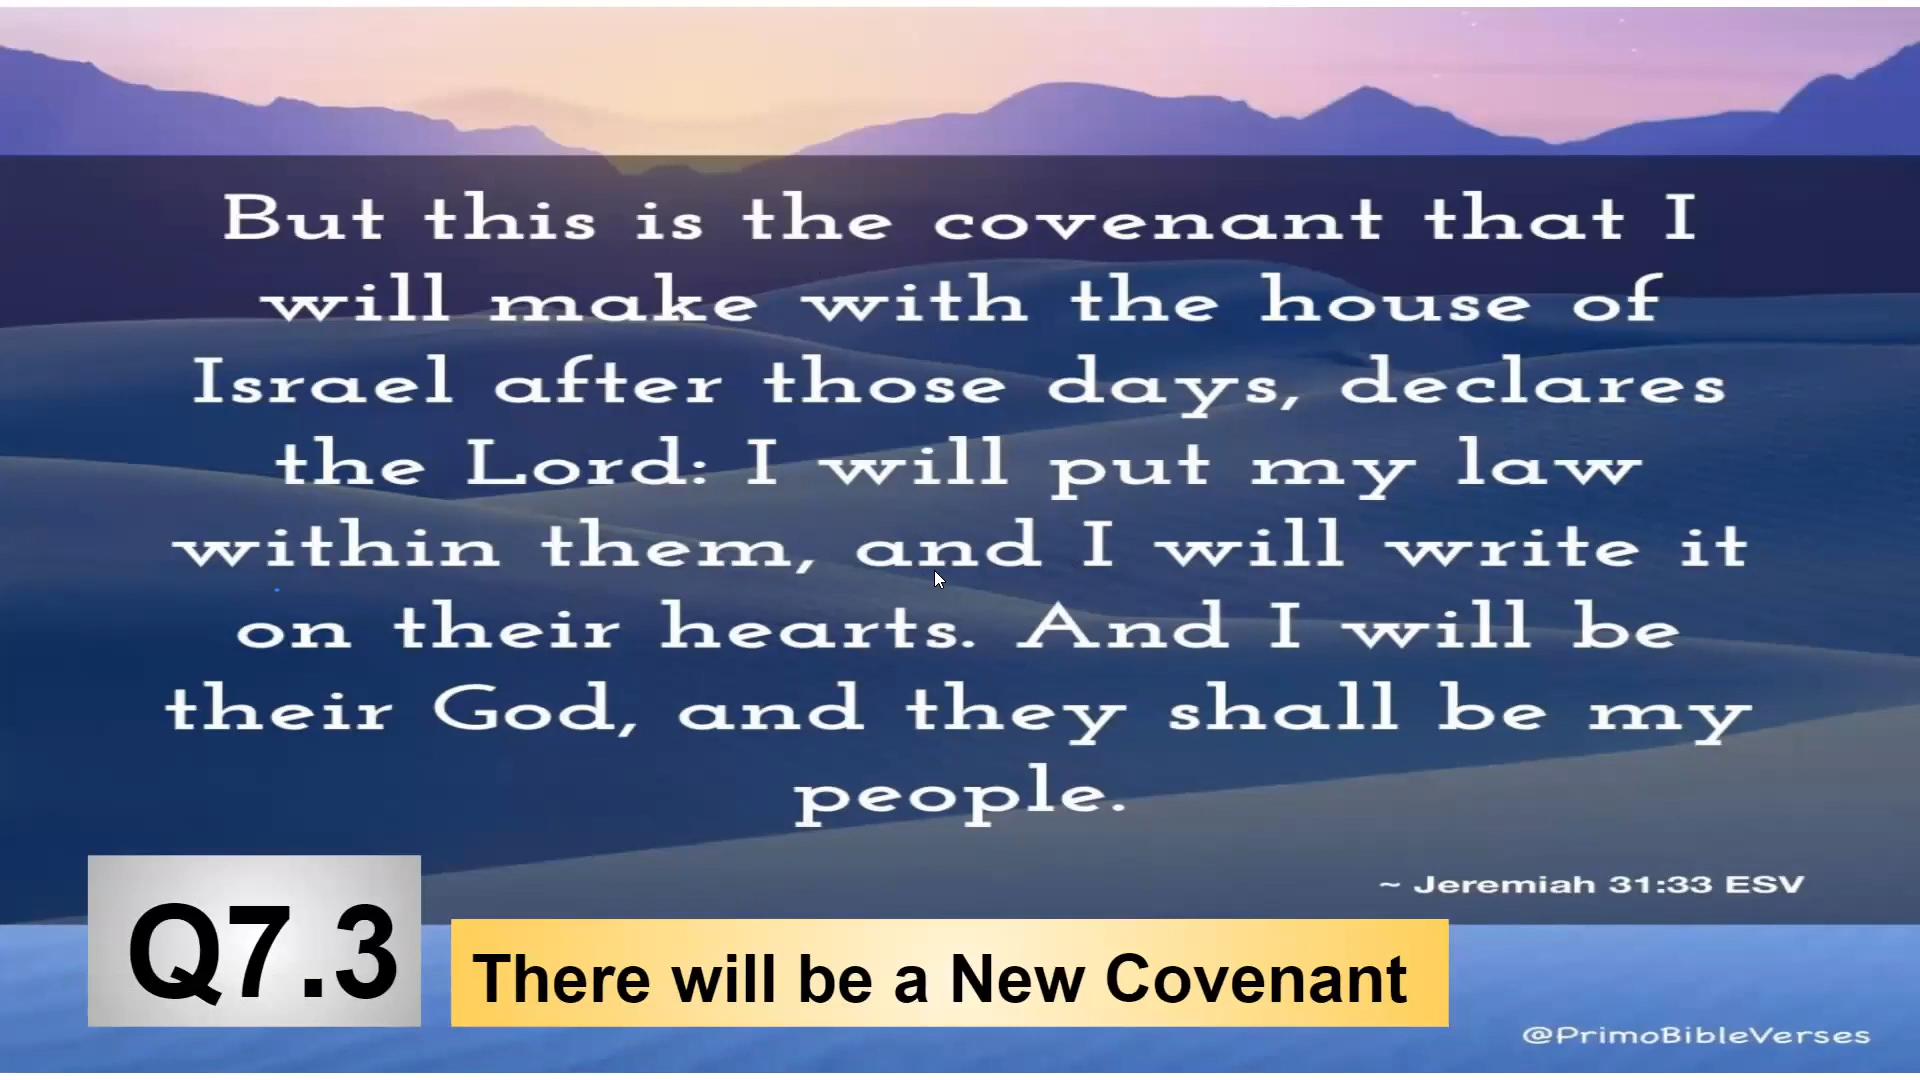 But this is the covenant that I
will make with the house of
Israel after those days, declares
the Lord: I will put my law
within them, and I will write it
on their hearts. And I will be
their God, and they shall be my
people.
~ Jeremiah 31:33 ESV
Q7.3
There will be a New Covenant
@PrimoBibleVerses